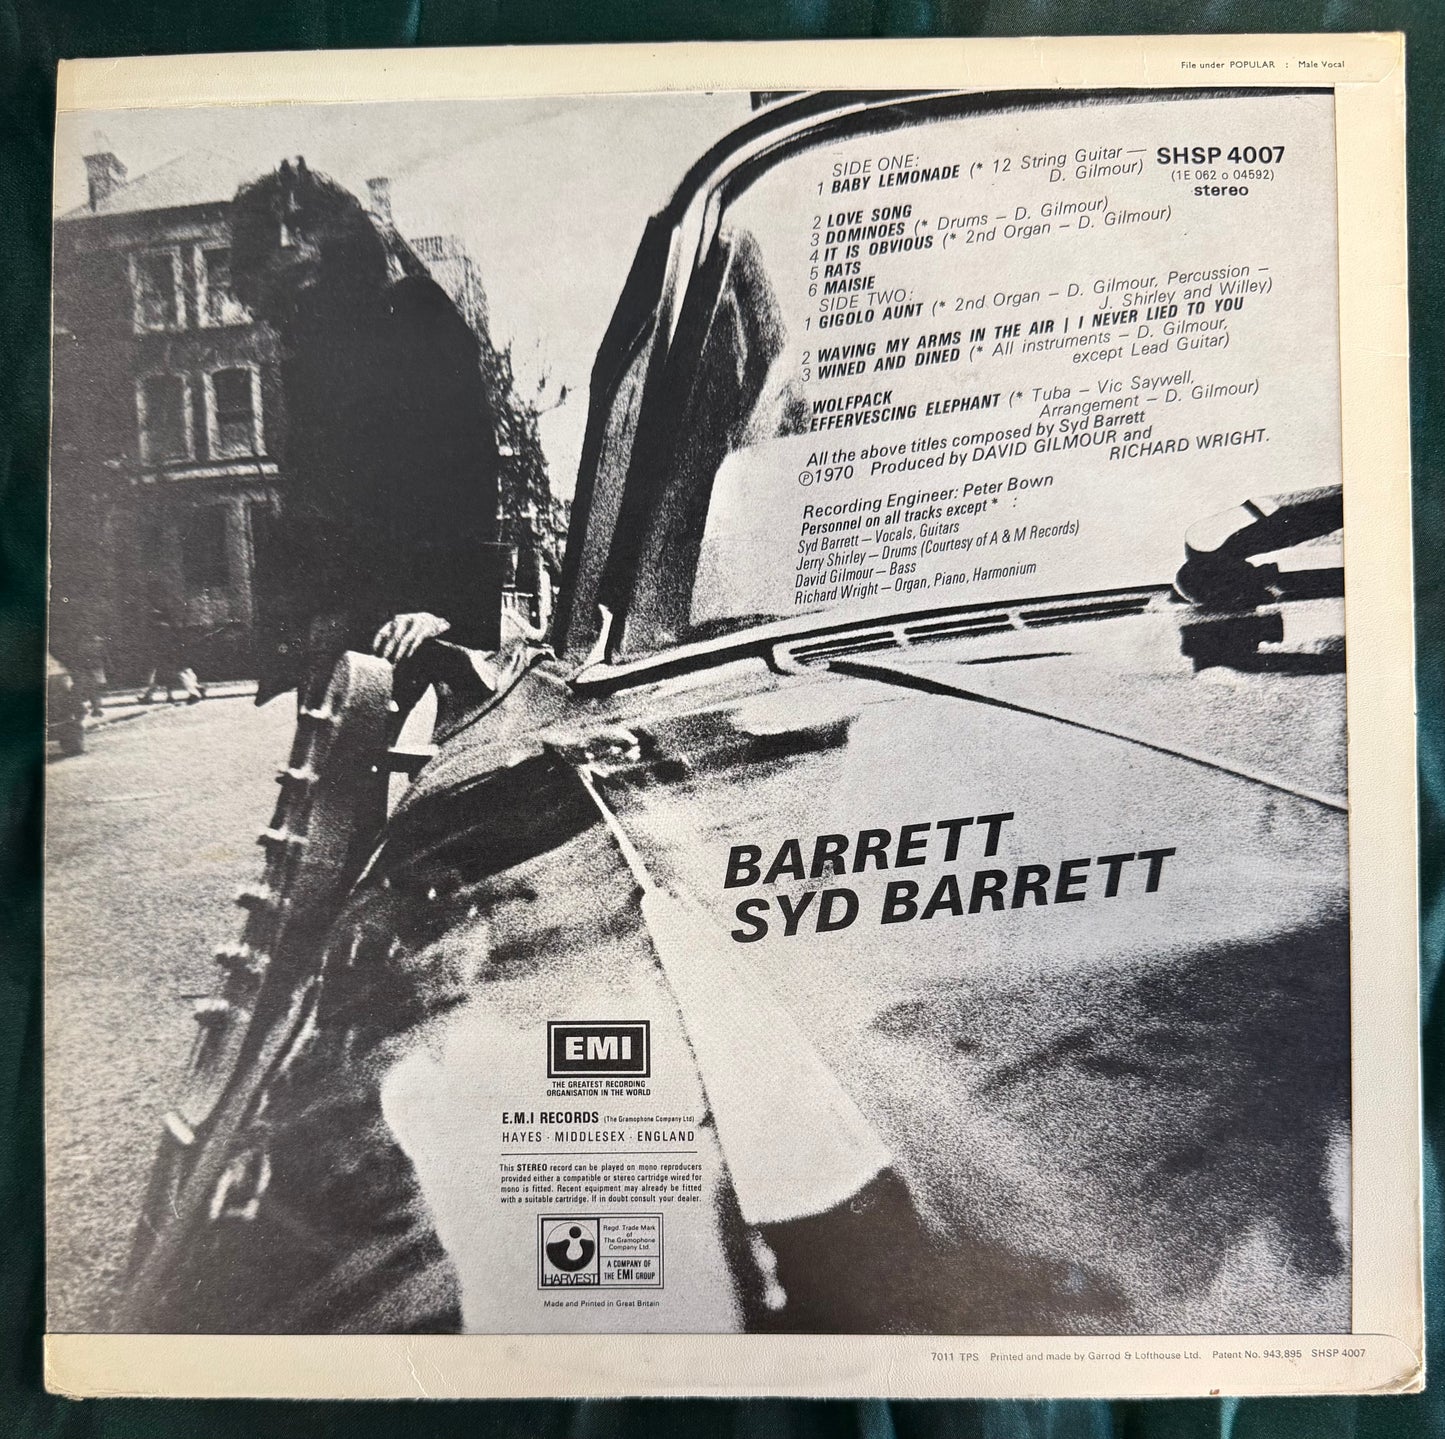 File under POPULAR : Male Vocal
SHSP 4007
(1E 062 o 04592)
stereo
SIDE ONE:
1 BABY LEMONADE (* 12 String Guitar —
D. Gilmour)
2 LOVE SONG
3 DOMINOES (* Drums – D. Gilmour)
4 IT IS OBVIOUS (* 2nd Organ – D. Gilmour)
5 RATS
6 MAISIE
SIDE TWO:
1 GIGOLO AUNT (* 2nd Organ – D. Gilmour, Percussion –
J. Shirley and Willey)
2 WAVING MY ARMS IN THE AIR | I NEVER LIED TO YOU
3 WINED AND DINED (* All instruments – D. Gilmour,
except Lead Guitar)
WOLFPACK
EFFERVESCING ELEPHANT (* Tuba – Vic Saywell,
Arrangement – D. Gilmour)
All the above titles composed by Syd Barrett
℗1970 Produced by DAVID GILMOUR and
RICHARD WRIGHT.
Recording Engineer: Peter Bown
Personnel on all tracks except * :
Syd Barrett — Vocals, Guitars
Jerry Shirley — Drums (Courtesy of A & M Records)
David Gilmour — Bass
Richard Wright — Organ, Piano, Harmonium
BARRETT
SYD BARRETT
EMI
THE GREATEST RECORDING
ORGANISATION IN THE WORLD
E.M.I RECORDS (The Gramophone Company Ltd)
HAYES · MIDDLESEX · ENGLAND
This STEREO record can be played on mono reproducers
provided either a compatible or stereo cartridge wired for
mono is fitted. Recent equipment may already be fitted
with a suitable cartridge. If in doubt consult your dealer.
HARVEST
Regd. Trade Mark
of
The Gramophone
Company Ltd.
A COMPANY OF
THE EMI GROUP
Made and Printed in Great Britain
7011 TPS Printed and made by Garrod & Lofthouse Ltd. Patent No. 943,895 SHSP 4007